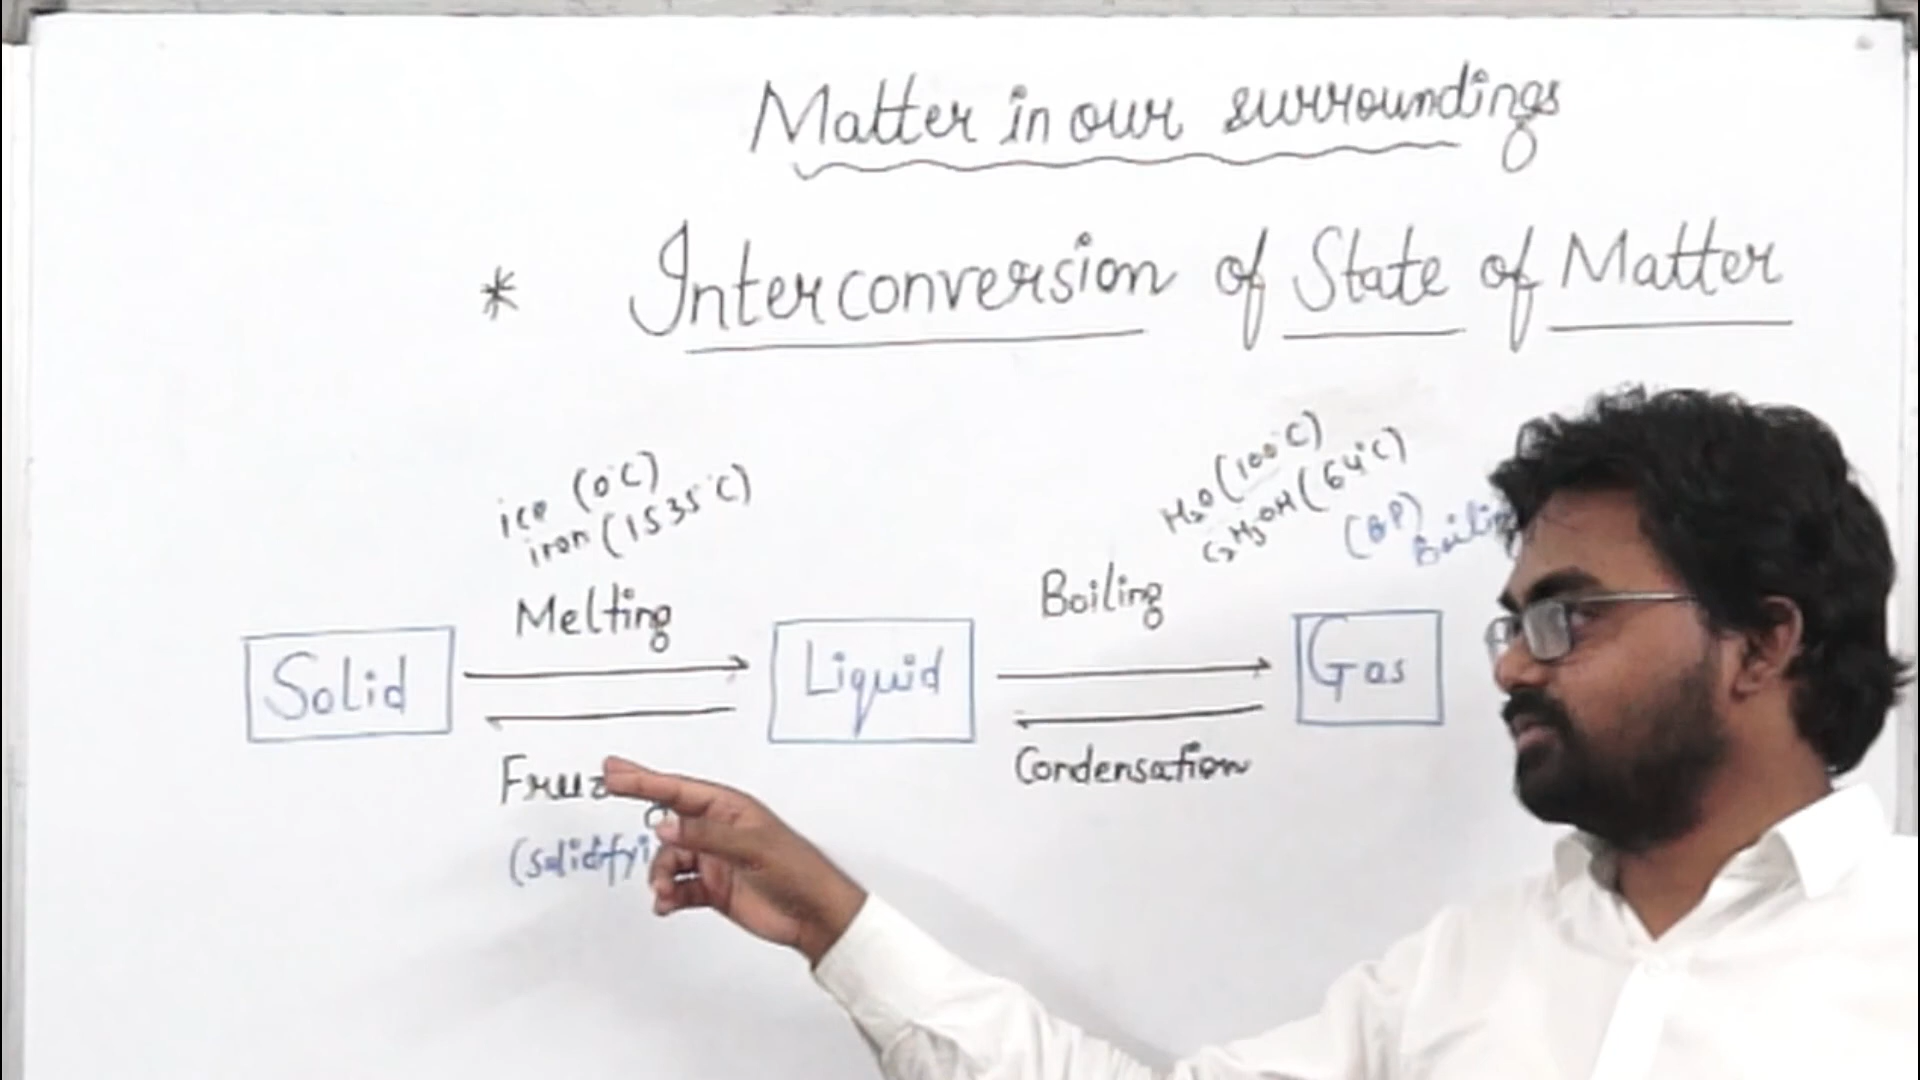 Matter in our surroundings
* Interconversion of State of Matter
ice (0°C)
iron (1535°C)
Melting
H₂O (100°C)
C₂H₅OH (64°C)
(BP)
Boiling
Boiling
Solid
Liquid
Gas
Condensation